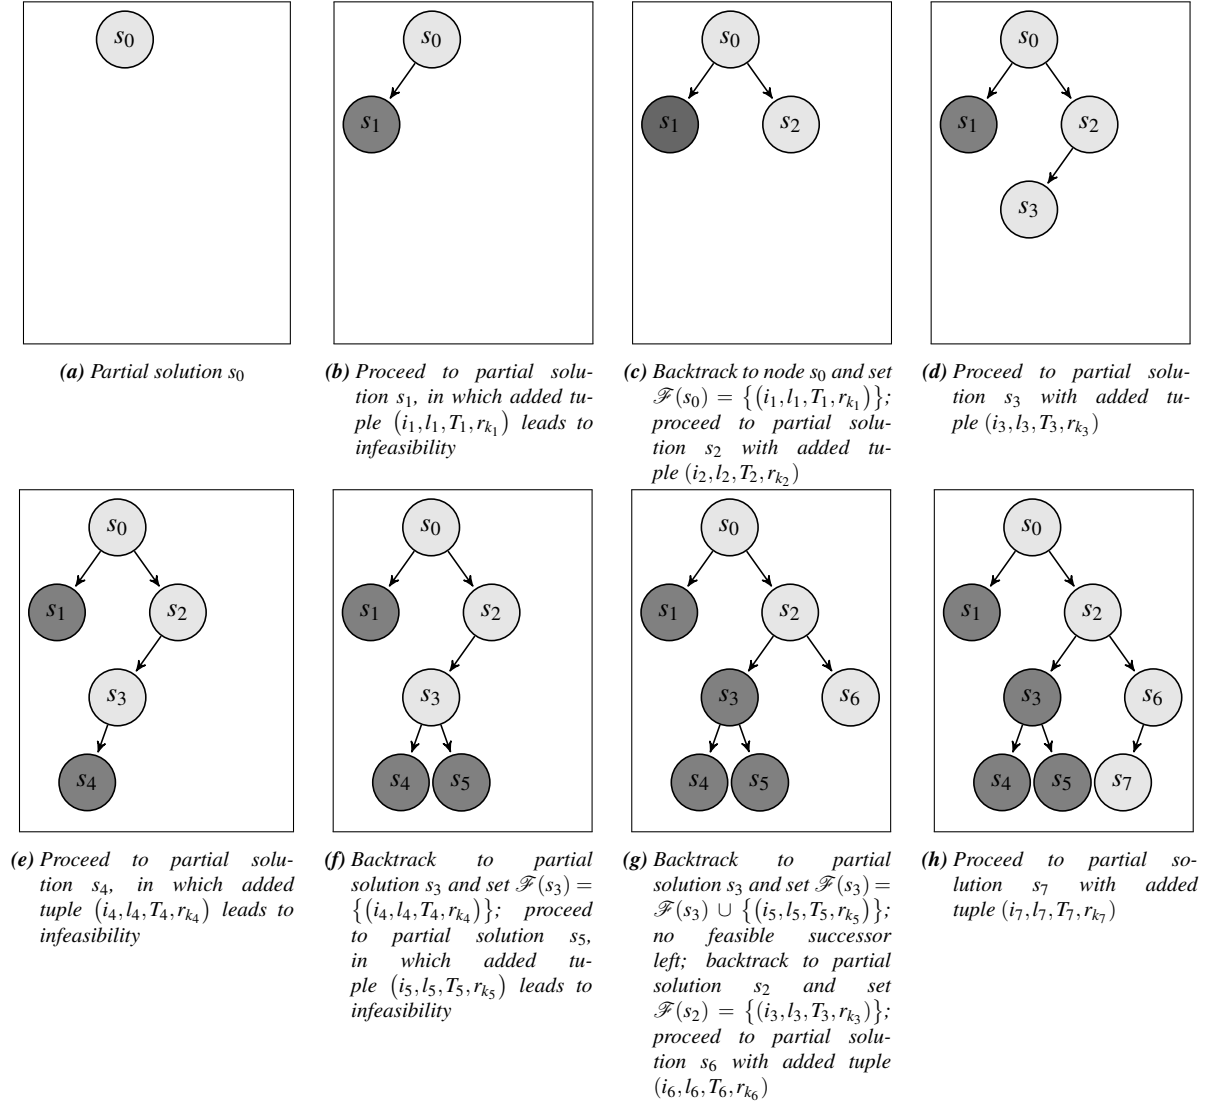 s0
s0
s1
s0
s1
s2
s0
s1
s2
s3
(a) Partial solution s0
(b) Proceed to partial solu-
tion s1, in which added tu-
ple (i1, l1, T1, rk1) leads to
infeasibility
(c) Backtrack to node s0 and set
ℱ(s0) = {(i1, l1, T1, rk1)};
proceed to partial solu-
tion s2 with added tu-
ple (i2, l2, T2, rk2)
(d) Proceed to partial solu-
tion s3 with added tu-
ple (i3, l3, T3, rk3)
s0
s1
s2
s3
s4
s0
s1
s2
s3
s4
s5
s0
s1
s2
s3
s6
s4
s5
s0
s1
s2
s3
s6
s4
s5
s7
(e) Proceed to partial solu-
tion s4, in which added
tuple (i4, l4, T4, rk4) leads to
infeasibility
(f) Backtrack to partial
solution s3 and set ℱ(s3) =
{(i4, l4, T4, rk4)}; proceed
to partial solution s5,
in which added tu-
ple (i5, l5, T5, rk5) leads to
infeasibility
(g) Backtrack to partial
solution s3 and set ℱ(s3) =
ℱ(s3) ∪ {(i5, l5, T5, rk5)};
no feasible successor
left; backtrack to partial
solution s2 and set
ℱ(s2) = {(i3, l3, T3, rk3)};
proceed to partial solu-
tion s6 with added tuple
(i6, l6, T6, rk6)
(h) Proceed to partial so-
lution s7 with added
tuple (i7, l7, T7, rk7)